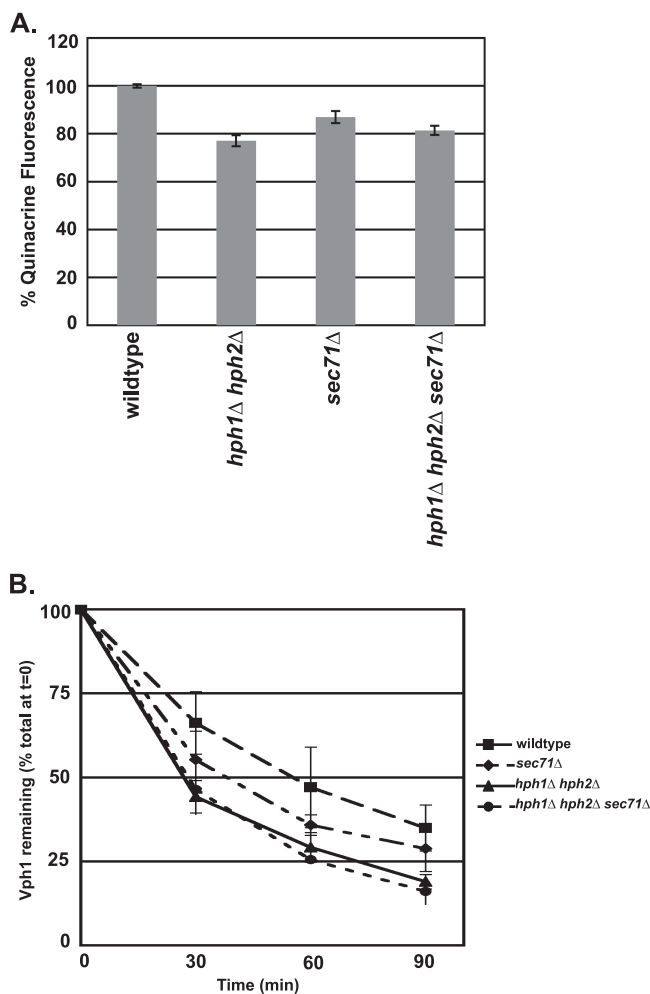 A.
% Quinacrine Fluorescence
120
100
80
60
40
20
0
wildtype
hph1Δ hph2Δ
sec71Δ
hph1Δ hph2Δ sec71Δ
B.
Vph1 remaining (% total at t=0)
100
75
50
25
0
0 30 60 90
Time (min)
wildtype
sec71Δ
hph1Δ hph2Δ
hph1Δ hph2Δ sec71Δ